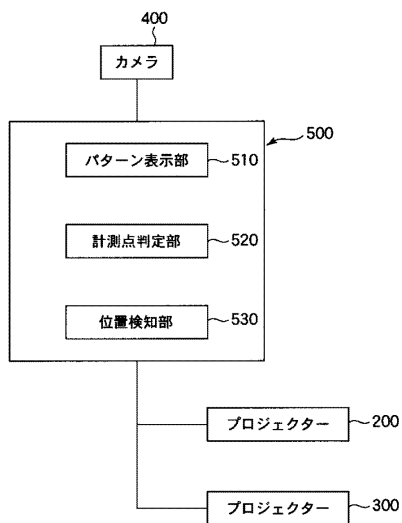 400
カメラ
500
パターン表示部
510
計測点判定部
520
位置検知部
530
プロジェクター
200
プロジェクター
300